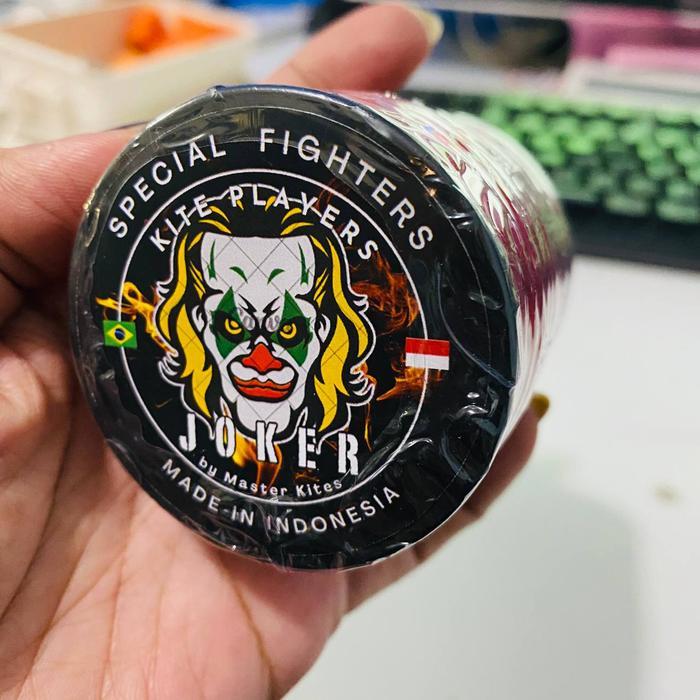 SPECIAL FIGHTERS
KITE PLAYERS
JOKER
by Master Kites
MADE-IN INDONESIA